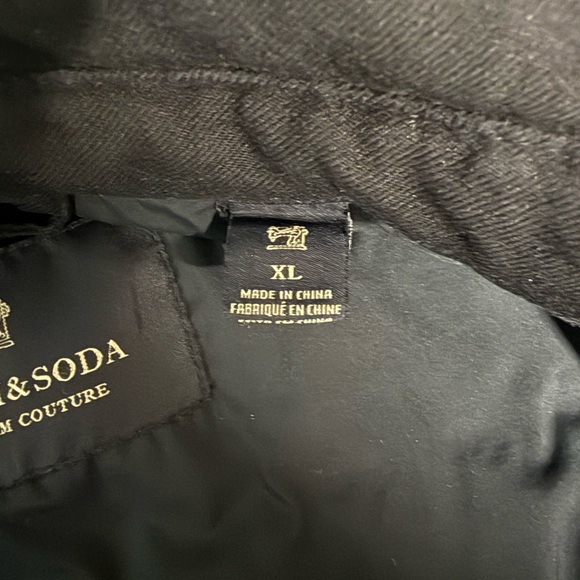 XL
MADE IN CHINA
FABRIQUÉ EN CHINE
&SODA
COUTURE